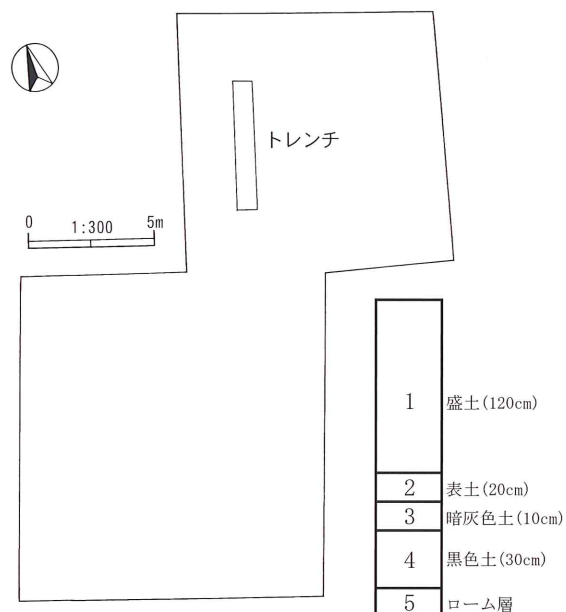 トレンチ
0 1:300 5m
1 盛土(120cm)
2 表土(20cm)
3 暗灰色土(10cm)
4 黒色土(30cm)
5 ローム層